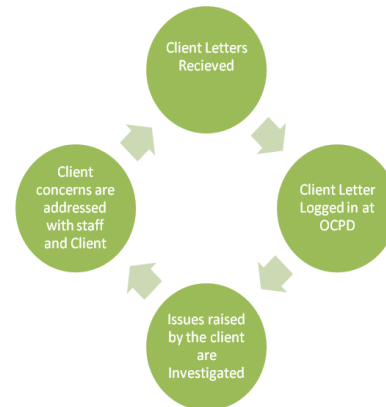 Client Letters
Recieved
Client Letter
Logged in at
OCPD
Issues raised
by the client
are
Investigated
Client
concerns are
addressed
with staff
and Client